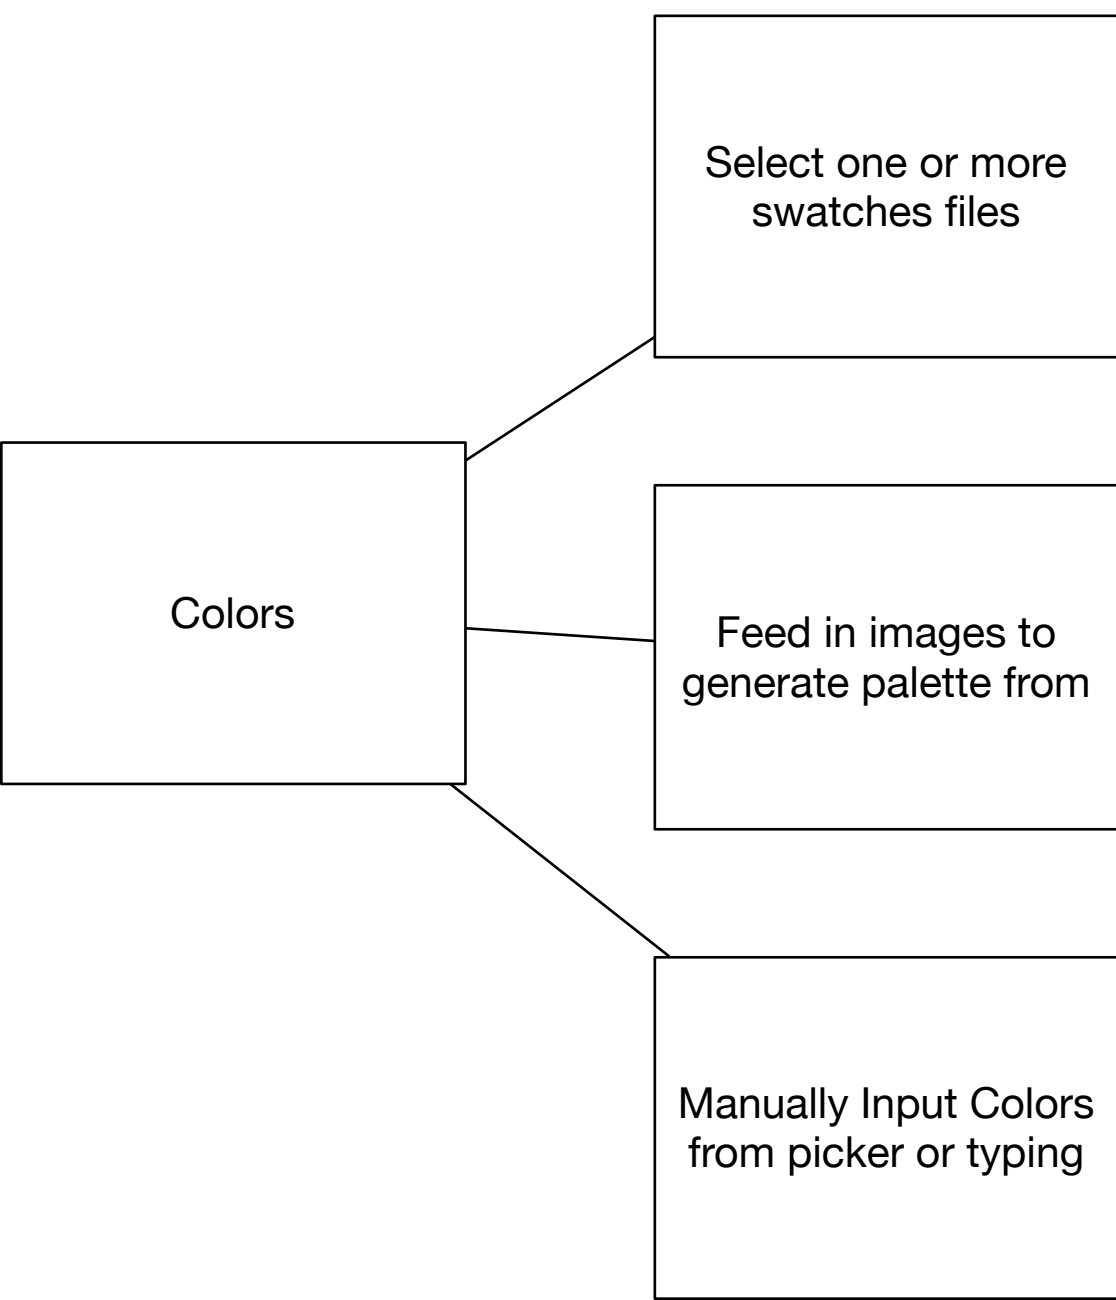 Select one or more
swatches files
Colors
Feed in images to
generate palette from
Manually Input Colors
from picker or typing